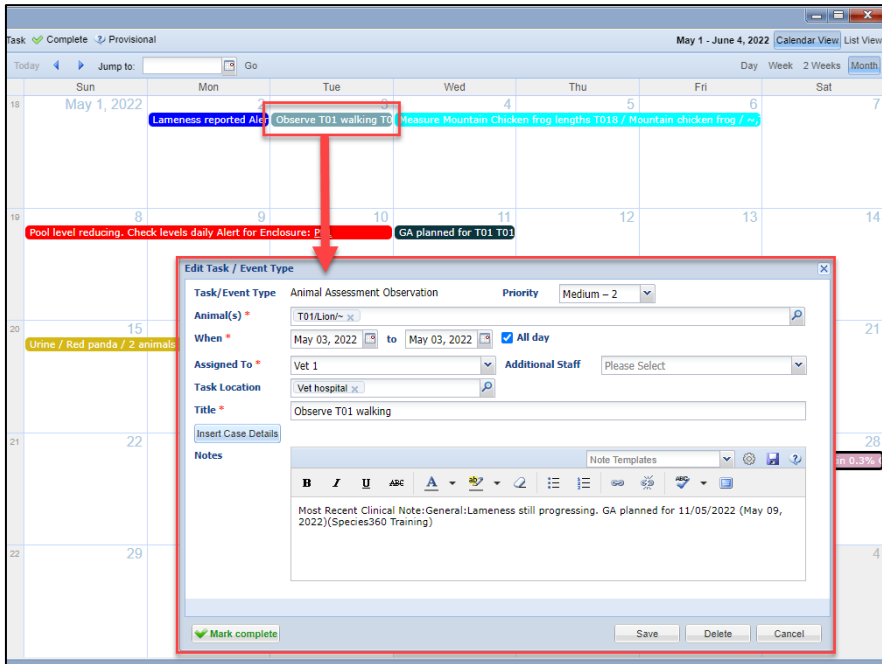 Task Complete Provisional May 1 - June 4, 2022 Calendar View List View
Today Jump to: Go Day Week 2 Weeks Month
Sun Mon Tue Wed Thu Fri Sat
18 May 1, 2022 2 3 4 5 6 7
Lameness reported Aler Observe T01 walking T0 Measure Mountain Chicken frog lengths T018 / Mountain chicken frog / ~,
19 8 9 10 11 12 13 14
Pool level reducing. Check levels daily Alert for Enclosure: GA planned for T01 T01
Edit Task / Event Type
Task/Event Type Animal Assessment Observation Priority Medium – 2
Animal(s) * T01/Lion/~ x
20 15 21
When * May 03, 2022 to May 03, 2022 All day
Urine / Red panda / 2 animals
Assigned To * Vet 1 Additional Staff Please Select
Task Location Vet hospital x
Title * Observe T01 walking
Insert Case Details
21 22 28
Notes Note Templates
on 0.3% 
B I U ABC A ab ABC
Most Recent Clinical Note:General:Lameness still progressing. GA planned for 11/05/2022 (May 09,
2022)(Species360 Training)
22 29 4
Mark complete Save Delete Cancel